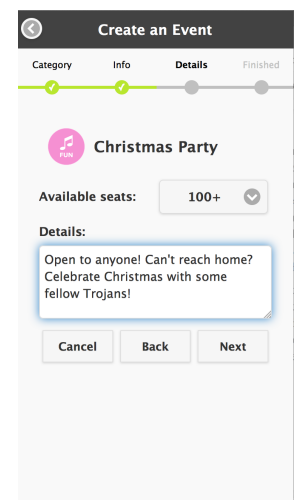 Create an Event
Category Info Details Finished
FUN
Christmas Party
Available seats: 100+
Details:
Open to anyone! Can't reach home?
Celebrate Christmas with some
fellow Trojans!
Cancel Back Next